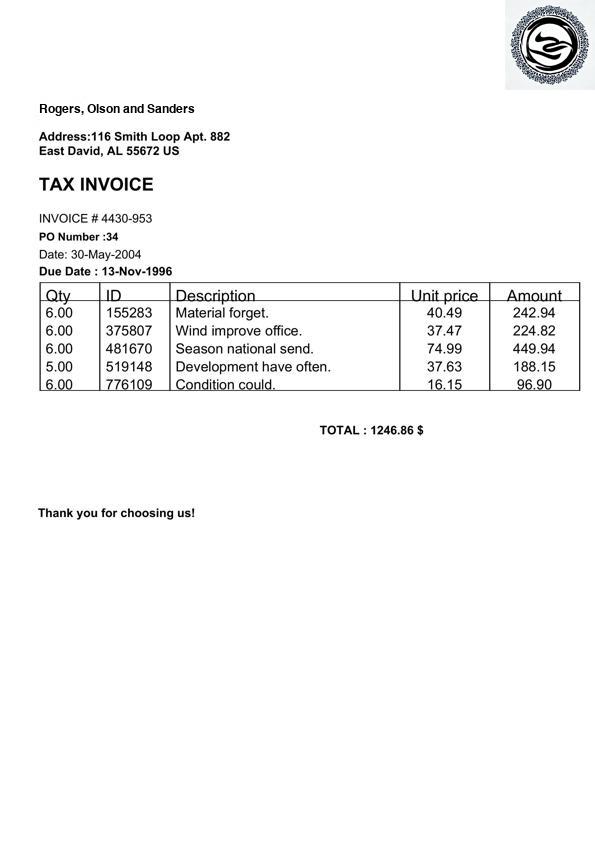 Rogers, Olson and Sanders
Address:116 Smith Loop Apt. 882
East David, AL 55672 US
TAX INVOICE
INVOICE # 4430-953
PO Number :34
Date: 30-May-2004
Due Date : 13-Nov-1996
Qty ID Description Unit price Amount
6.00 155283 Material forget. 40.49 242.94
6.00 375807 Wind improve office. 37.47 224.82
6.00 481670 Season national send. 74.99 449.94
5.00 519148 Development have often. 37.63 188.15
6.00 776109 Condition could. 16.15 96.90
TOTAL : 1246.86 $
Thank you for choosing us!